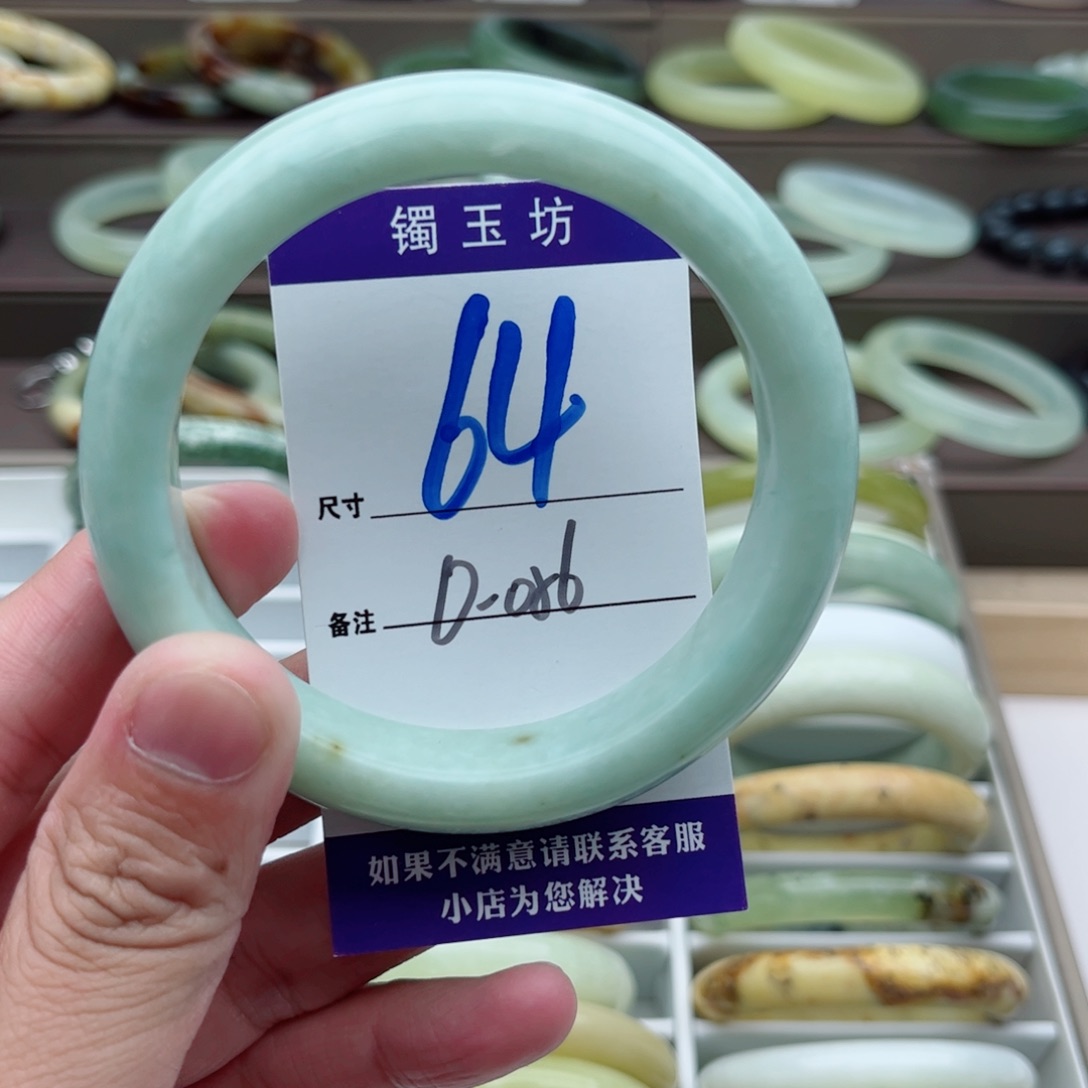 镯玉坊
尺寸 64
备注 D-086
如果不满意请联系客服
小店为您解决